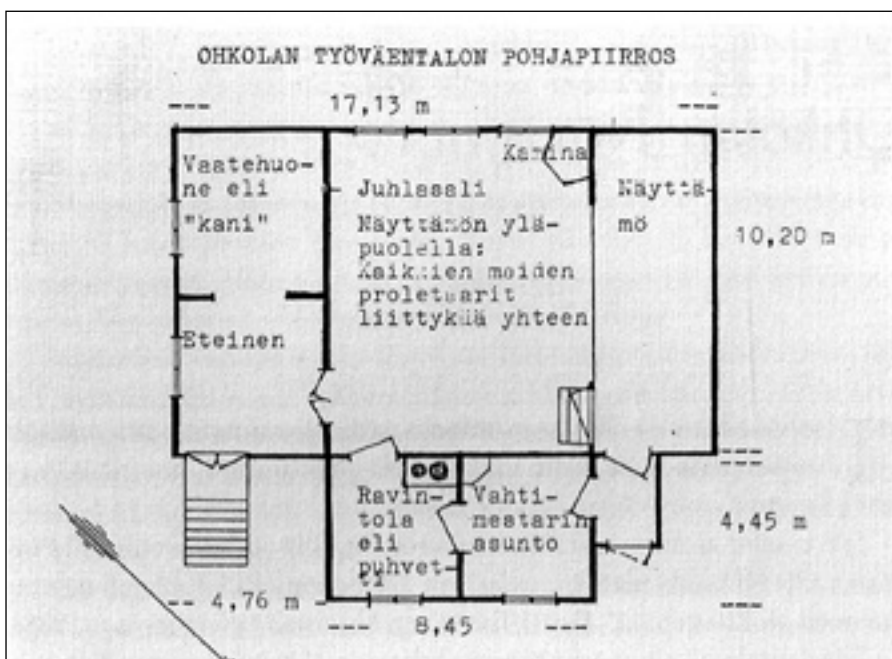 OHKOLAN TYÖVÄENTALON POHJAPIIRROS
17,13 m
Vaatehuo-
ne eli
"kani"
Kamina
Juhlasali
Näyttämön ylä-
puolella:
Kaikkien maiden
proletaarit
liittykää yhteen
Näyttä-
mö
10,20 m
Eteinen
Ravin-
tola
eli
puhvet-
ti
Vahti-
mestarin
asunto
4,45 m
4,76 m
8,45